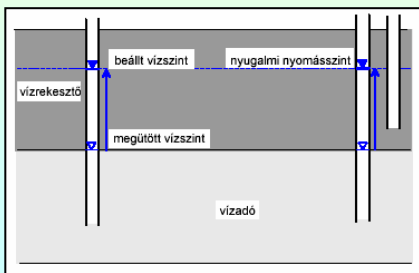 beállt vízszint
nyugalmi nyomásszint
vízrekesztő
megütött vízszint
vízadó